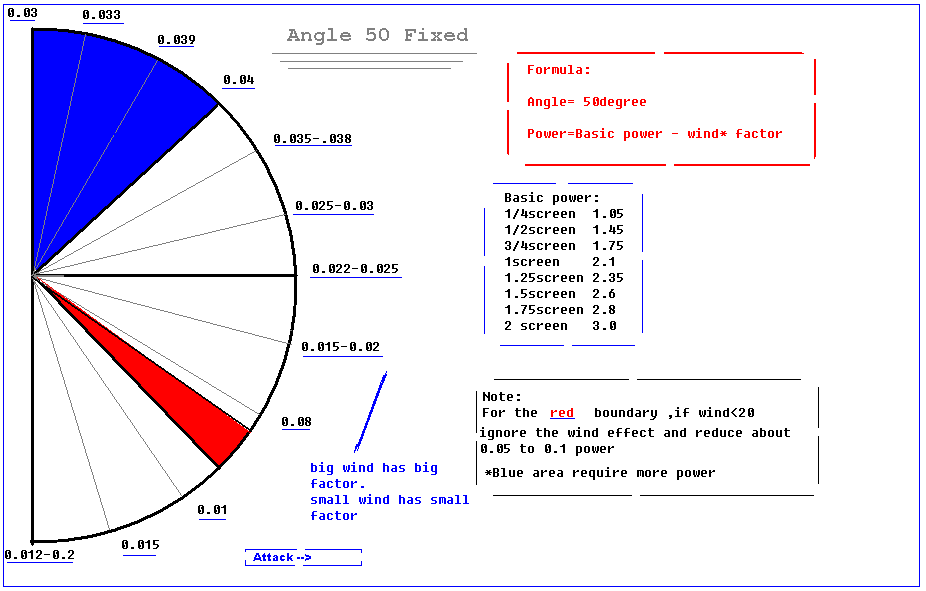 0.03
0.033
0.039
0.04
0.035-.038
0.025-0.03
0.022-0.025
0.015-0.02
0.08
0.01
0.015
0.012-0.2
Angle 50 Fixed
Formula:
Angle= 50degree
Power=Basic power - wind* factor
Basic power:
1/4screen 1.05
1/2screen 1.45
3/4screen 1.75
1screen 2.1
1.25screen 2.35
1.5screen 2.6
1.75screen 2.8
2 screen 3.0
Note:
For the red boundary ,if wind<20
ignore the wind effect and reduce about
0.05 to 0.1 power
*Blue area require more power
big wind has big
factor.
small wind has small
factor
Attack -->